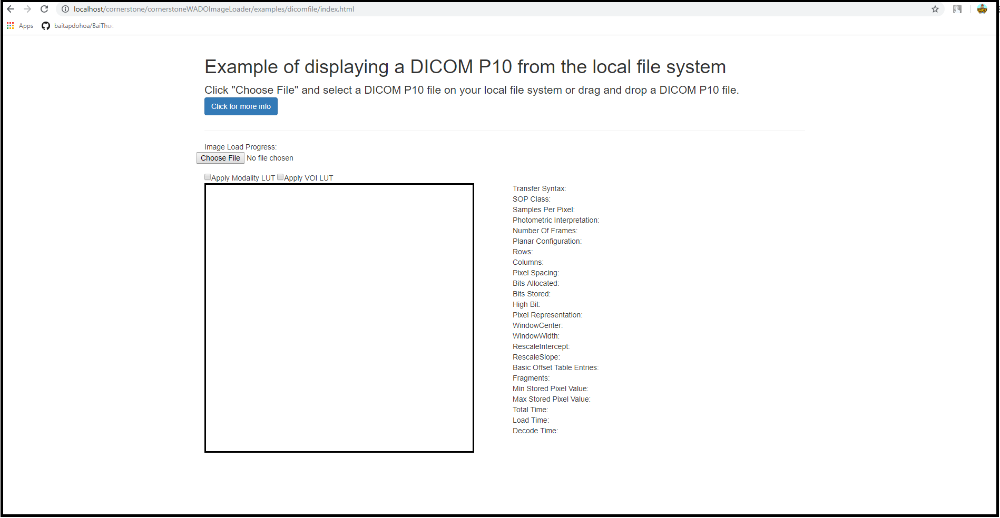 localhost/cornerstone/cornerstoneWADOImageLoader/examples/dicomfile/index.html
Apps baitapdohoa/BaiThuc
Example of displaying a DICOM P10 from the local file system
Click "Choose File" and select a DICOM P10 file on your local file system or drag and drop a DICOM P10 file.
Click for more info
Image Load Progress:
Choose File No file chosen
Apply Modality LUT Apply VOI LUT
Transfer Syntax:
SOP Class:
Samples Per Pixel:
Photometric Interpretation:
Number Of Frames:
Planar Configuration:
Rows:
Columns:
Pixel Spacing:
Bits Allocated:
Bits Stored:
High Bit:
Pixel Representation:
WindowCenter:
WindowWidth:
RescaleIntercept:
RescaleSlope:
Basic Offset Table Entries:
Fragments:
Min Stored Pixel Value:
Max Stored Pixel Value:
Total Time:
Load Time:
Decode Time: